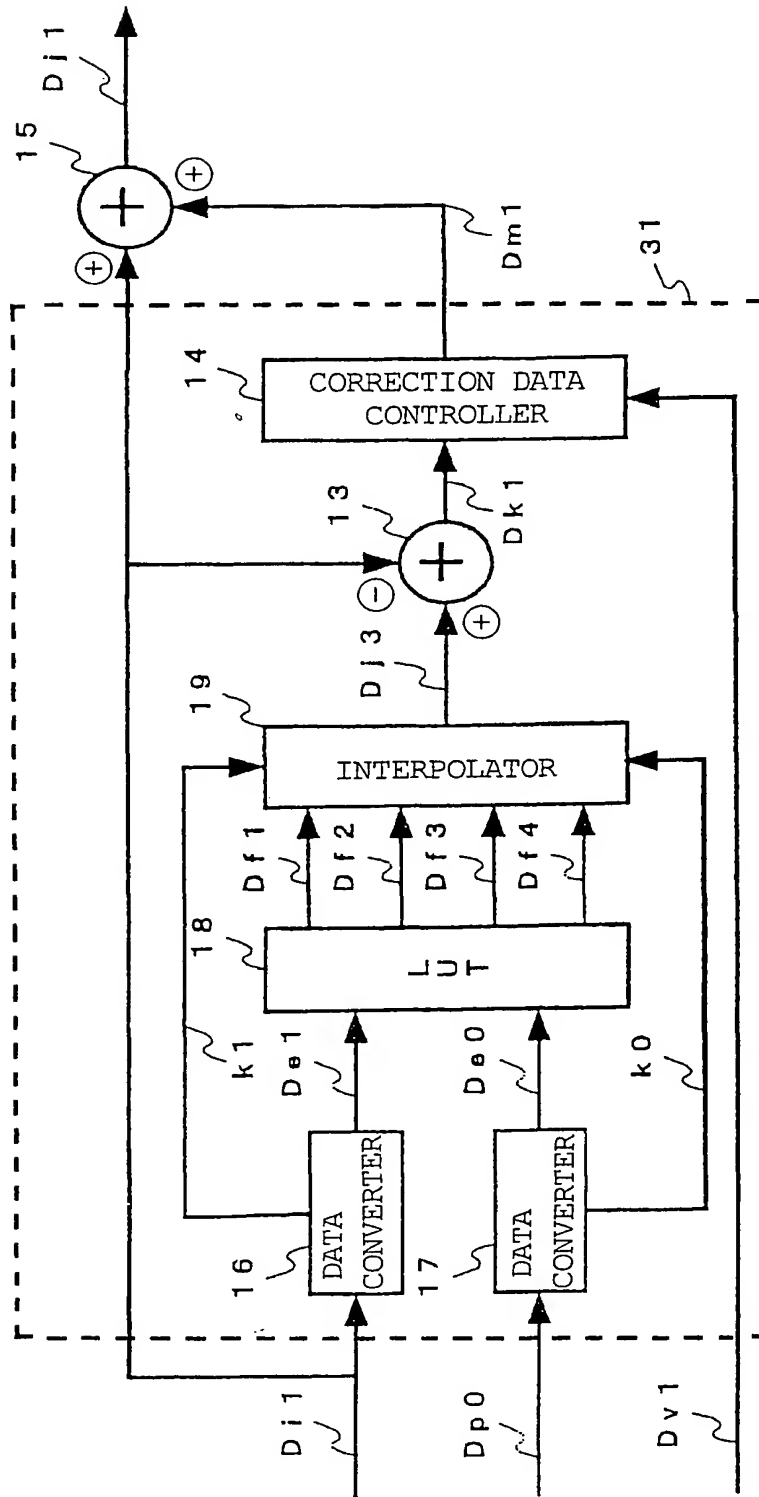 Di1
Dp0
Dv1
16
DATA
CONVERTER
17
DATA
CONVERTER
k1
De1
De0
k0
18
LUT
Df1
Df2
Df3
Df4
19
INTERPOLATOR
Dj3
13
+
-
+
Dk1
14
CORRECTION DATA
CONTROLLER
Dm1
31
15
+
+
+
Dj1